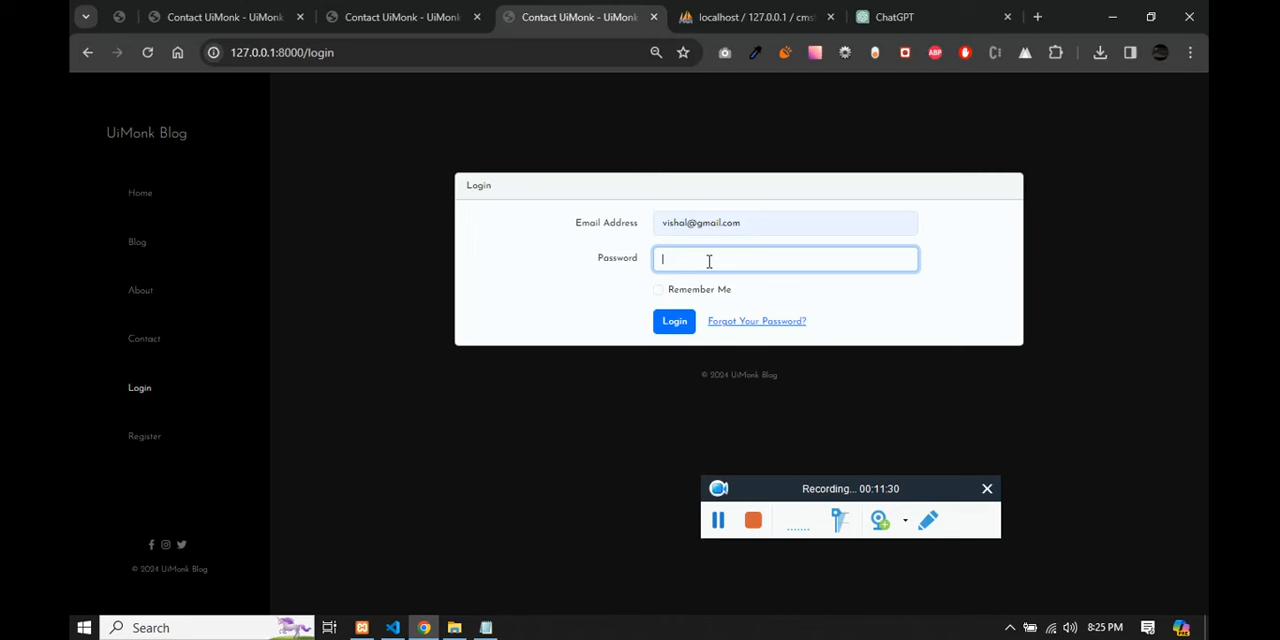 Contact UiMonk - UiMonk
Contact UiMonk - UiMonk
Contact UiMonk - UiMonk
localhost / 127.0.0.1 / cms
ChatGPT
127.0.0.1:8000/login
ABP
UiMonk Blog
Home
Blog
About
Contact
Login
Register
© 2024 UiMonk Blog
Login
Email Address
vishal@gmail.com
Password
Remember Me
Login
Forgot Your Password?
© 2024 UiMonk Blog
Recording... 00:11:30
Search
8:25 PM